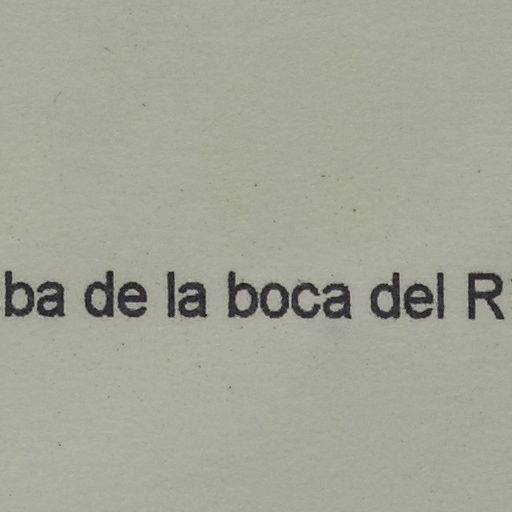 ba de la boca del R